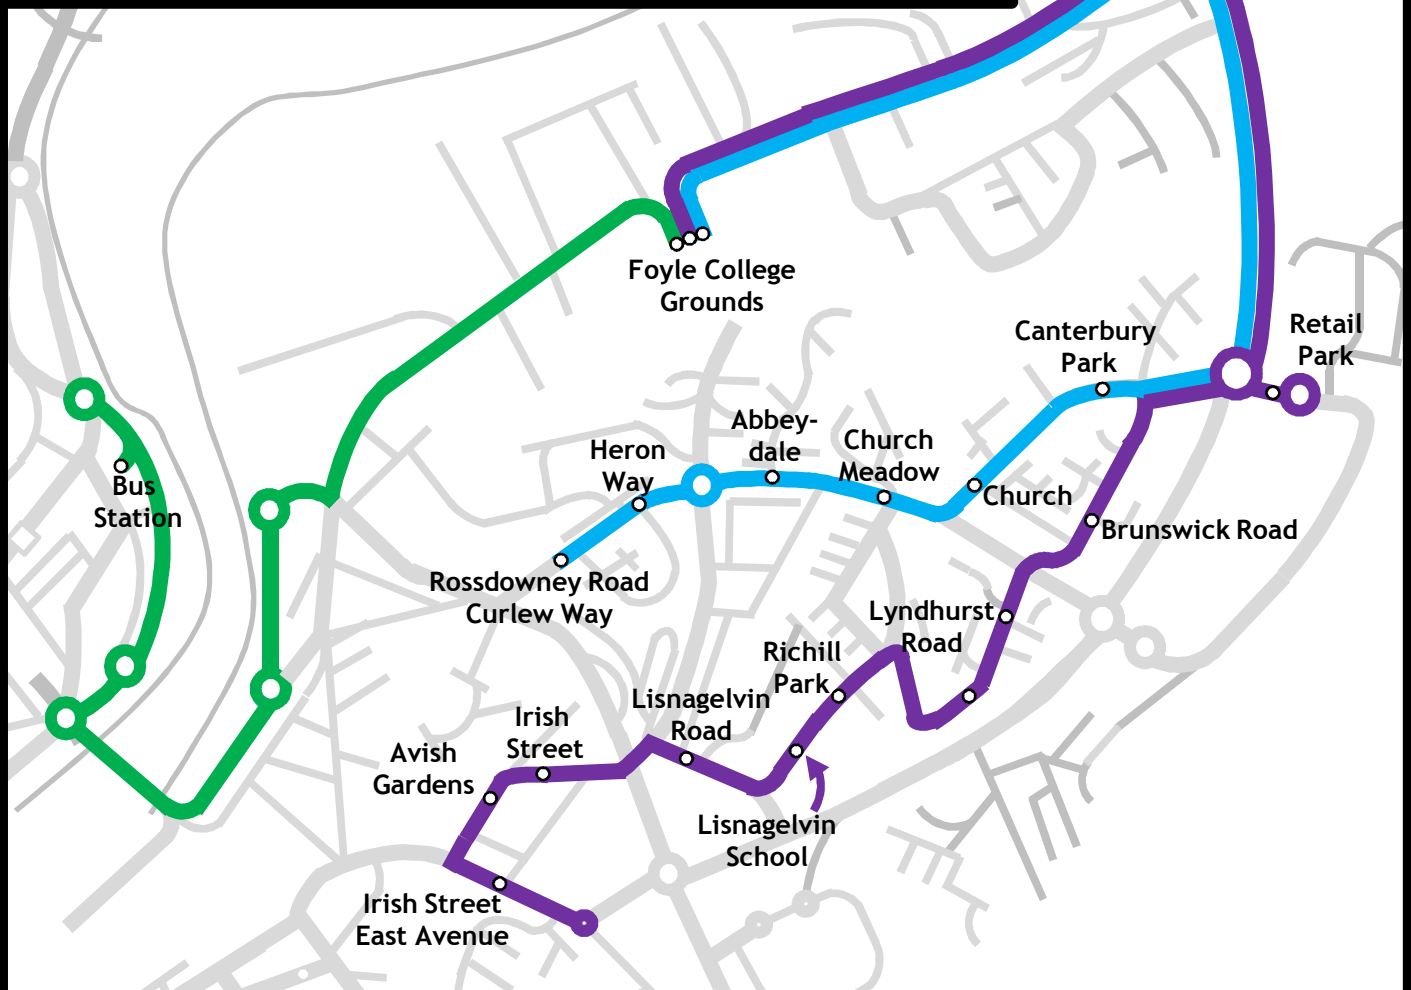 Foyle College
Grounds
Retail
Park
Canterbury
Park
Abbey-
dale
Church
Meadow
Heron
Way
Church
Bus
Station
Brunswick Road
Rossdowney Road
Curlew Way
Lyndhurst
Road
Richill
Park
Lisnagelvin
Road
Irish
Street
Avish
Gardens
Lisnagelvin
School
Irish Street
East Avenue